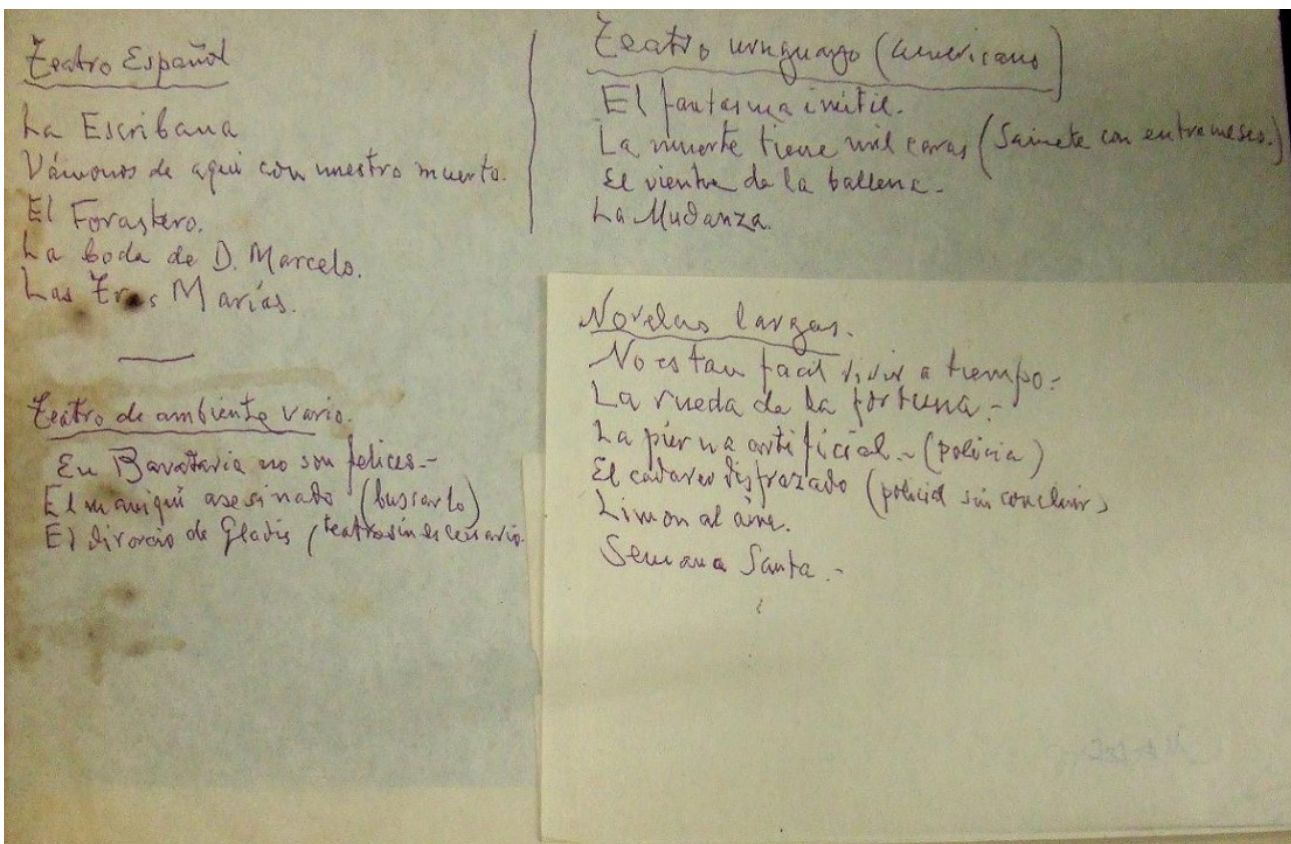 Teatro Español
La Escribana
Vámonos de aquí con nuestro muerto.
El Forastero.
La boda de D. Marcelo.
Las Tres Marías.
Teatro de ambiente vario.
En Barataria no son felices.-
El maniquí asesinado (buscarlo)
El divorcio de Gladis (teatro sin escenario.
Teatro uruguayo (americano)
El fantasma inútil.
La muerte tiene mil caras (Sainete con entremeses.)
El vientre de la ballena.-
La Mudanza.
Novelas largas.
No es tan facil vivir a tiempo.-
La rueda de la fortuna.-
La pierna artificial.- (policia)
El cadaver disfrazado (policial sin concluir)
Limon al aire.
Semana Santa.-